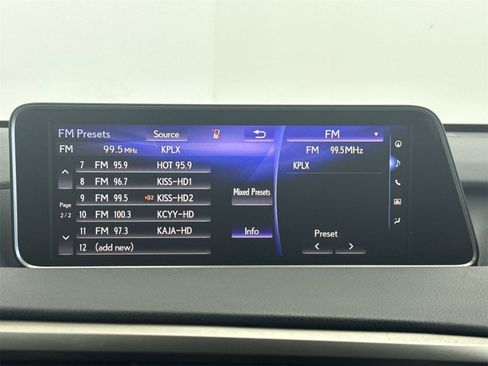 FM Presets Source FM
FM 99.5 MHz KPLX FM 99.5MHz
7 FM 95.9 HOT 95.9 KPLX
8 FM 96.7 KISS-HD1
Mixed Presets
Page 9 FM 99.5 KISS-HD2
2/2 10 FM 100.3 KCYY-HD
11 FM 97.3 KAJA-HD Info Preset
12 (add new)